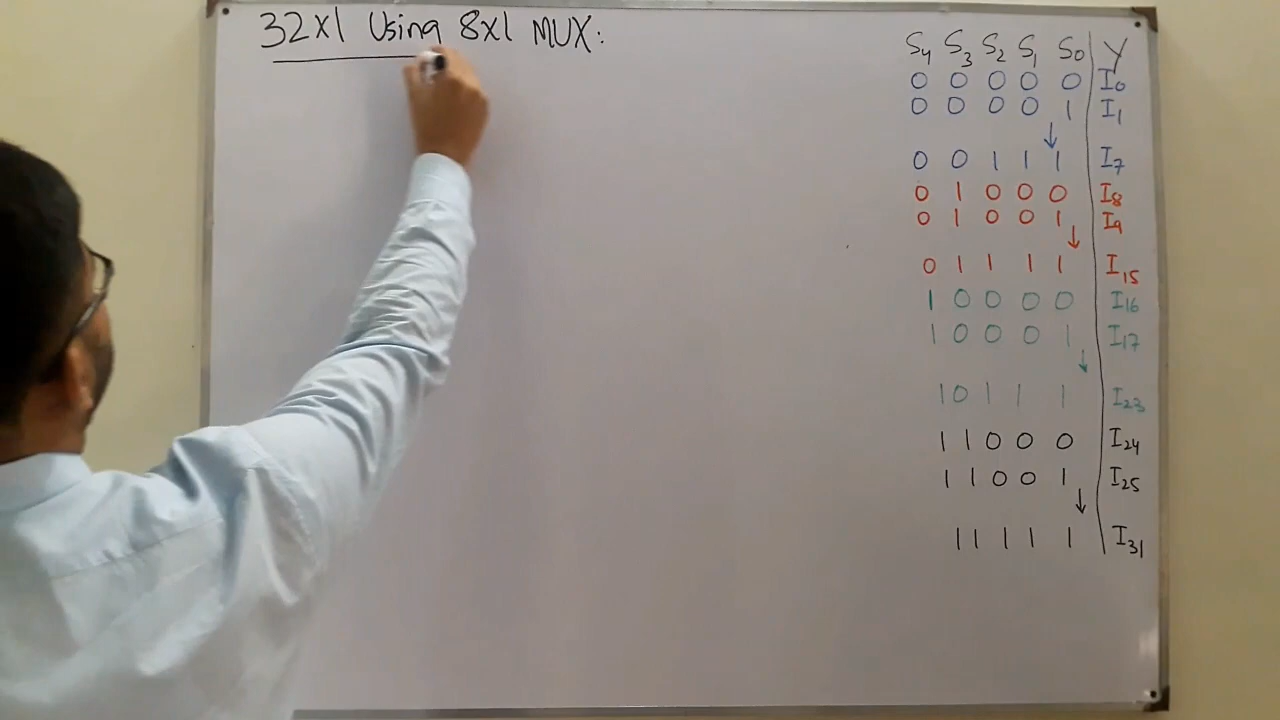 32x1 Using 8x1 MUX:
S4 S3 S2 S1 S0 Y
0 0 0 0 0 I0
0 0 0 0 1 I1
↓
0 0 1 1 1 I7
0 1 0 0 0 I8
0 1 0 0 1 I9
↓
0 1 1 1 1 I15
1 0 0 0 0 I16
1 0 0 0 1 I17
↓
1 0 1 1 1 I23
1 1 0 0 0 I24
1 1 0 0 1 I25
↓
1 1 1 1 1 I31